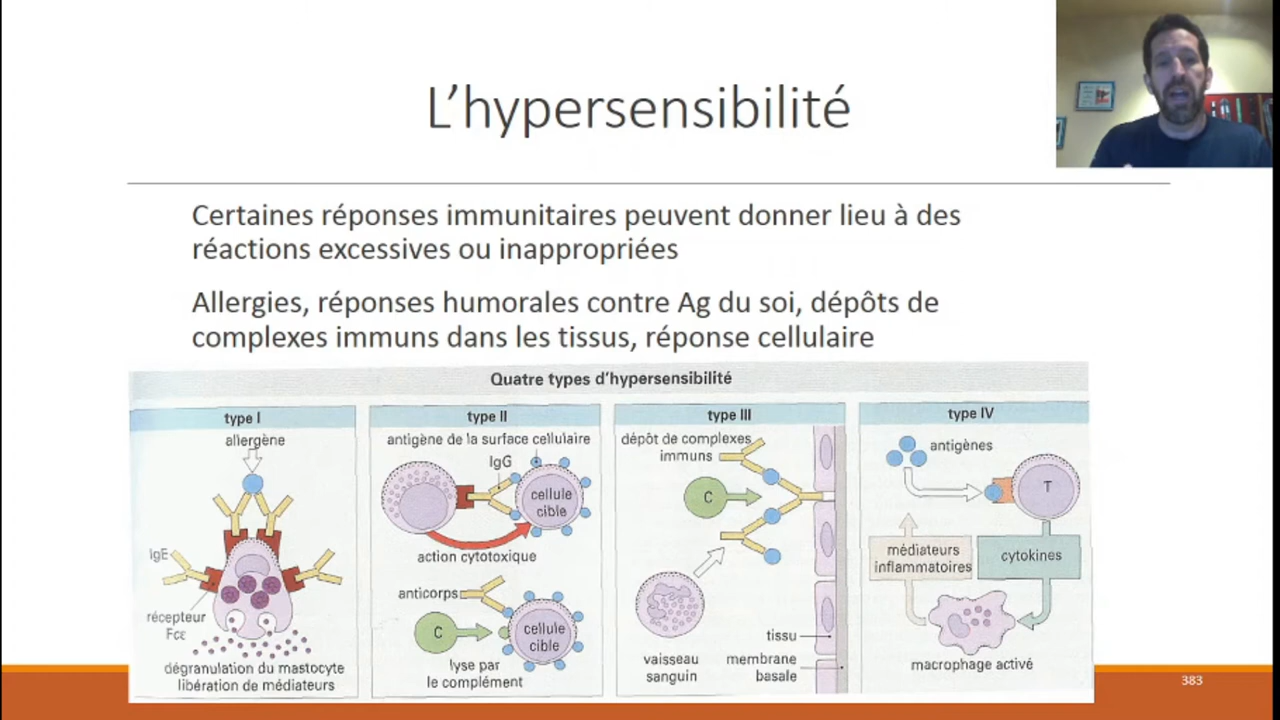 L'hypersensibilité
Certaines réponses immunitaires peuvent donner lieu à des
réactions excessives ou inappropriées
Allergies, réponses humorales contre Ag du soi, dépôts de
complexes immuns dans les tissus, réponse cellulaire
Quatre types d'hypersensibilité
type I
allergène
IgE
récepteur
Fcε
dégranulation du mastocyte
libération de médiateurs
type II
antigène de la surface cellulaire
IgG
cellule
cible
action cytotoxique
anticorps
C
cellule
cible
lyse par
le complément
type III
dépôt de complexes
immuns
C
tissu
vaisseau
sanguin
membrane
basale
type IV
antigènes
T
médiateurs
inflammatoires
cytokines
macrophage activé
383